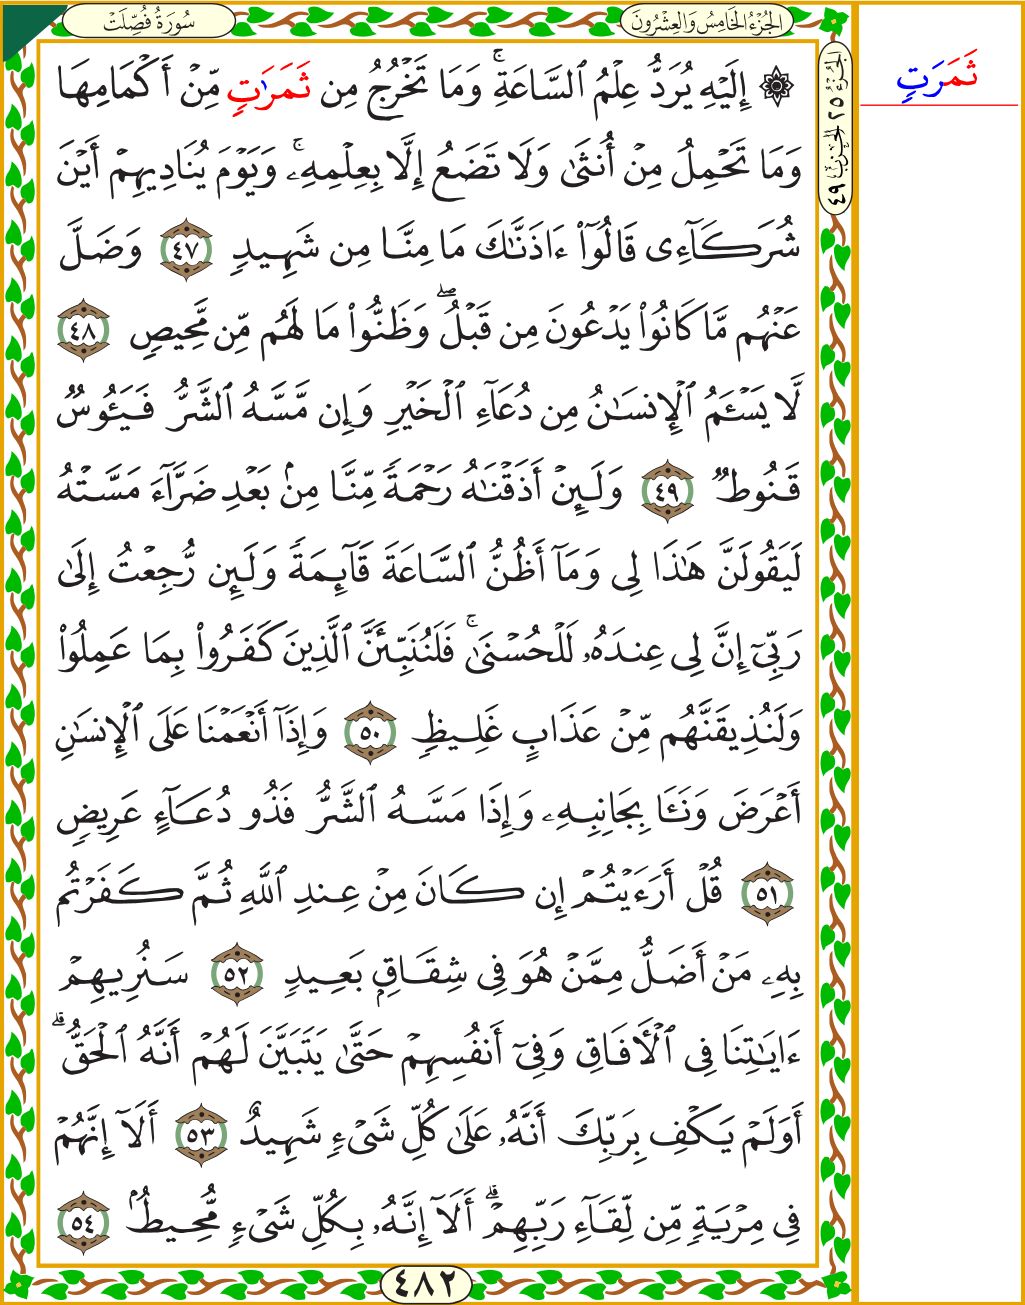 سُورَةُ فُصِّلَتْ
الجُزْءُ الخَامِسُ وَالعِشْرُونَ
الجزء ٢٥ الحزب ٤٩
ثَمَرَتٍ
۞ إِلَيْهِ يُرَدُّ عِلْمُ ٱلسَّاعَةِۚ وَمَا تَخْرُجُ مِن ثَمَرَٰتٍ مِّنْ أَكْمَامِهَا
وَمَا تَحْمِلُ مِنْ أُنثَىٰ وَلَا تَضَعُ إِلَّا بِعِلْمِهِۦۚ وَيَوْمَ يُنَادِيهِمْ أَيْنَ
شُرَكَآءِى قَالُوٓا۟ ءَاذَنَّٰكَ مَا مِنَّا مِن شَهِيدٍ ٤٧ وَضَلَّ
عَنْهُم مَّا كَانُوا۟ يَدْعُونَ مِن قَبْلُۖ وَظَنُّوا۟ مَا لَهُم مِّن مَّحِيصٍ ٤٨
لَّا يَسْـَٔمُ ٱلْإِنسَٰنُ مِن دُعَآءِ ٱلْخَيْرِ وَإِن مَّسَّهُ ٱلشَّرُّ فَيَـُٔوسٌ
قَنُوطٌ ٤٩ وَلَئِنْ أَذَقْنَٰهُ رَحْمَةً مِّنَّا مِنۢ بَعْدِ ضَرَّآءَ مَسَّتْهُ
لَيَقُولَنَّ هَٰذَا لِى وَمَآ أَظُنُّ ٱلسَّاعَةَ قَآئِمَةً وَلَئِن رُّجِعْتُ إِلَىٰ
رَبِّىٓ إِنَّ لِى عِندَهُۥ لَلْحُسْنَىٰۚ فَلَنُنَبِّئَنَّ ٱلَّذِينَ كَفَرُوا۟ بِمَا عَمِلُوا۟
وَلَنُذِيقَنَّهُم مِّنْ عَذَابٍ غَلِيظٍ ٥٠ وَإِذَآ أَنْعَمْنَا عَلَى ٱلْإِنسَٰنِ
أَعْرَضَ وَنَـَٔا بِجَانِبِهِۦ وَإِذَا مَسَّهُ ٱلشَّرُّ فَذُو دُعَآءٍ عَرِيضٍ
٥١ قُلْ أَرَءَيْتُمْ إِن كَانَ مِنْ عِندِ ٱللَّهِ ثُمَّ كَفَرْتُم
بِهِۦ مَنْ أَضَلُّ مِمَّنْ هُوَ فِى شِقَاقٍۭ بَعِيدٍ ٥٢ سَنُرِيهِمْ
ءَايَٰتِنَا فِى ٱلْـَٔافَاقِ وَفِىٓ أَنفُسِهِمْ حَتَّىٰ يَتَبَيَّنَ لَهُمْ أَنَّهُ ٱلْحَقُّۗ
أَوَلَمْ يَكْفِ بِرَبِّكَ أَنَّهُۥ عَلَىٰ كُلِّ شَىْءٍ شَهِيدٌ ٥٣ أَلَآ إِنَّهُمْ
فِى مِرْيَةٍ مِّن لِّقَآءِ رَبِّهِمْۗ أَلَآ إِنَّهُۥ بِكُلِّ شَىْءٍ مُّحِيطٌۢ ٥٤
٤٨٢